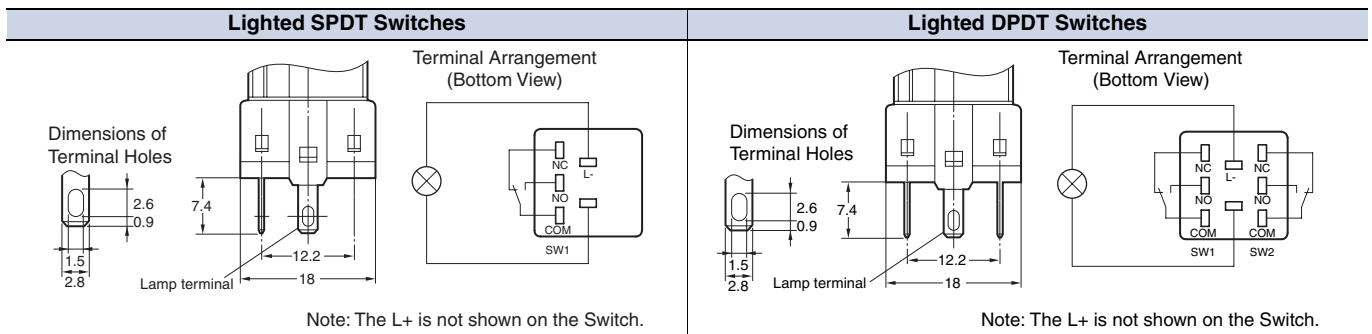 Lighted SPDT Switches
Terminal Arrangement
(Bottom View)
Dimensions of
Terminal Holes
2.6
0.9
1.5
2.8
7.4
12.2
18
Lamp terminal
NC
L-
NO
COM
SW1
Note: The L+ is not shown on the Switch.
Lighted DPDT Switches
Terminal Arrangement
(Bottom View)
Dimensions of
Terminal Holes
2.6
0.9
1.5
2.8
7.4
12.2
18
Lamp terminal
NC
L-
NC
NO
NO
COM
COM
SW1
SW2
Note: The L+ is not shown on the Switch.